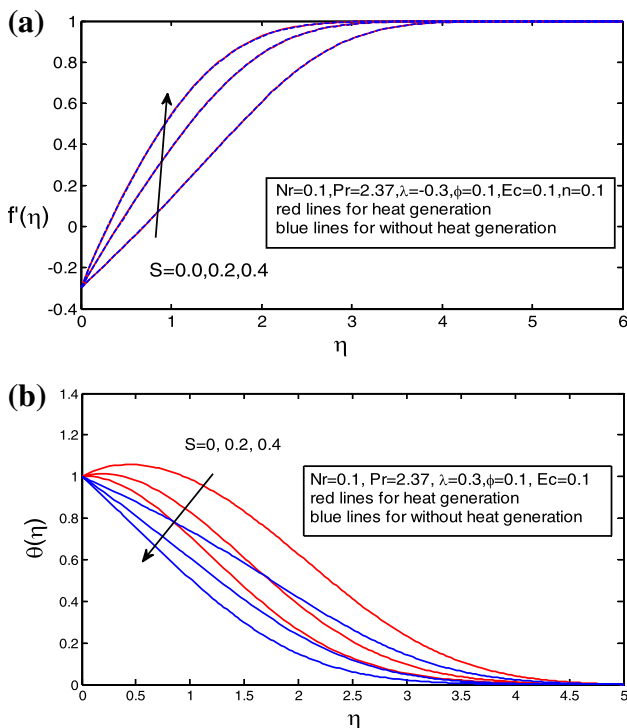 (a)
1
0.8
0.6
0.4
0.2
0
-0.2
-0.4
f'(η)
Nr=0.1,Pr=2.37,λ=-0.3,ϕ=0.1,Ec=0.1,n=0.1
red lines for heat generation
blue lines for without heat generation
S=0.0,0.2,0.4
0 1 2 3 4 5 6
η
(b)
1.4
1.2
1
0.8
0.6
0.4
0.2
0
θ(η)
S=0, 0.2, 0.4
Nr=0.1, Pr=2.37, λ=0.3,ϕ=0.1, Ec=0.1
red lines for heat generation
blue lines for without heat generation
0 0.5 1 1.5 2 2.5 3 3.5 4 4.5 5
η